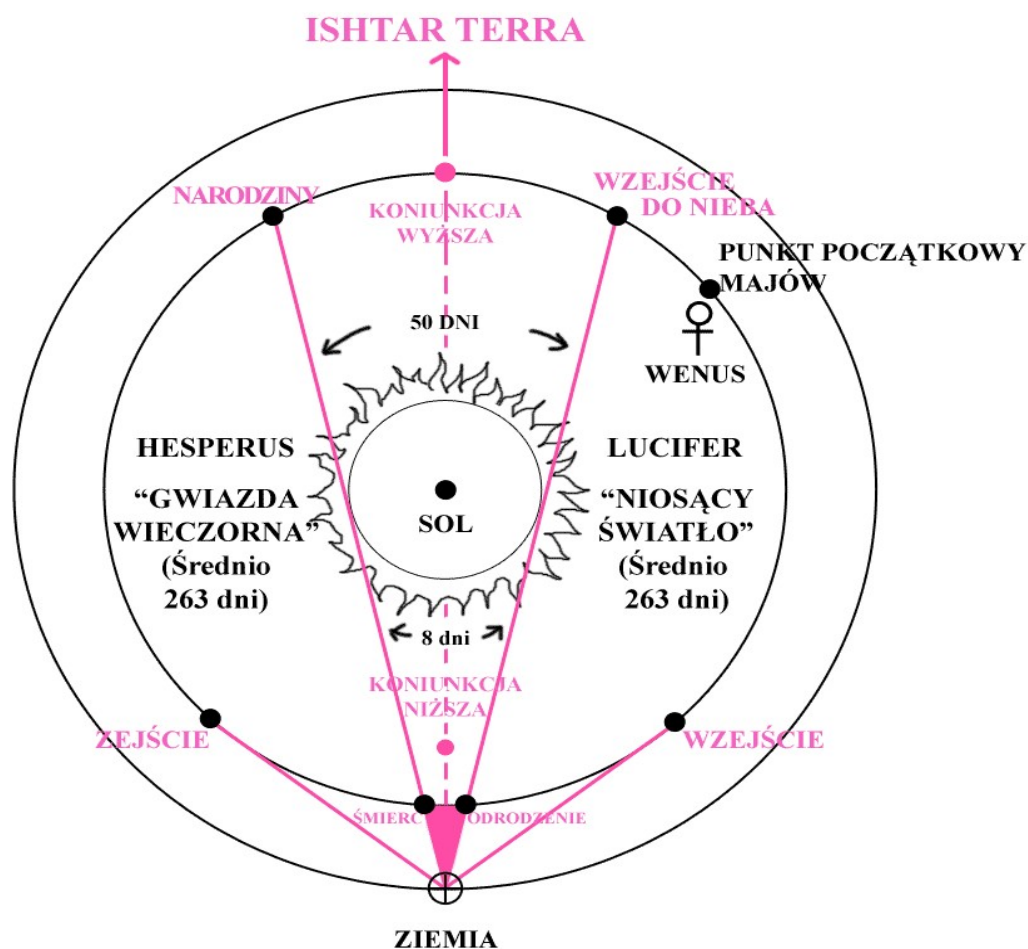 ISHTAR TERRA
NARODZINY
WZEJŚCIE
DO NIEBA
KONIUNKCJA
WYŻSZA
PUNKT POCZĄTKOWY
MAJÓW
WENUS
50 DNI
HESPERUS
“GWIAZDA
WIECZORNA”
(Średnio
263 dni)
SOL
LUCIFER
“NIOSĄCY
ŚWIATŁO”
(Średnio
263 dni)
8 dni
KONIUNKCJA
NIŻSZA
ZEJŚCIE
WZEJŚCIE
ŚMIERĆ
ODRODZENIE
ZIEMIA